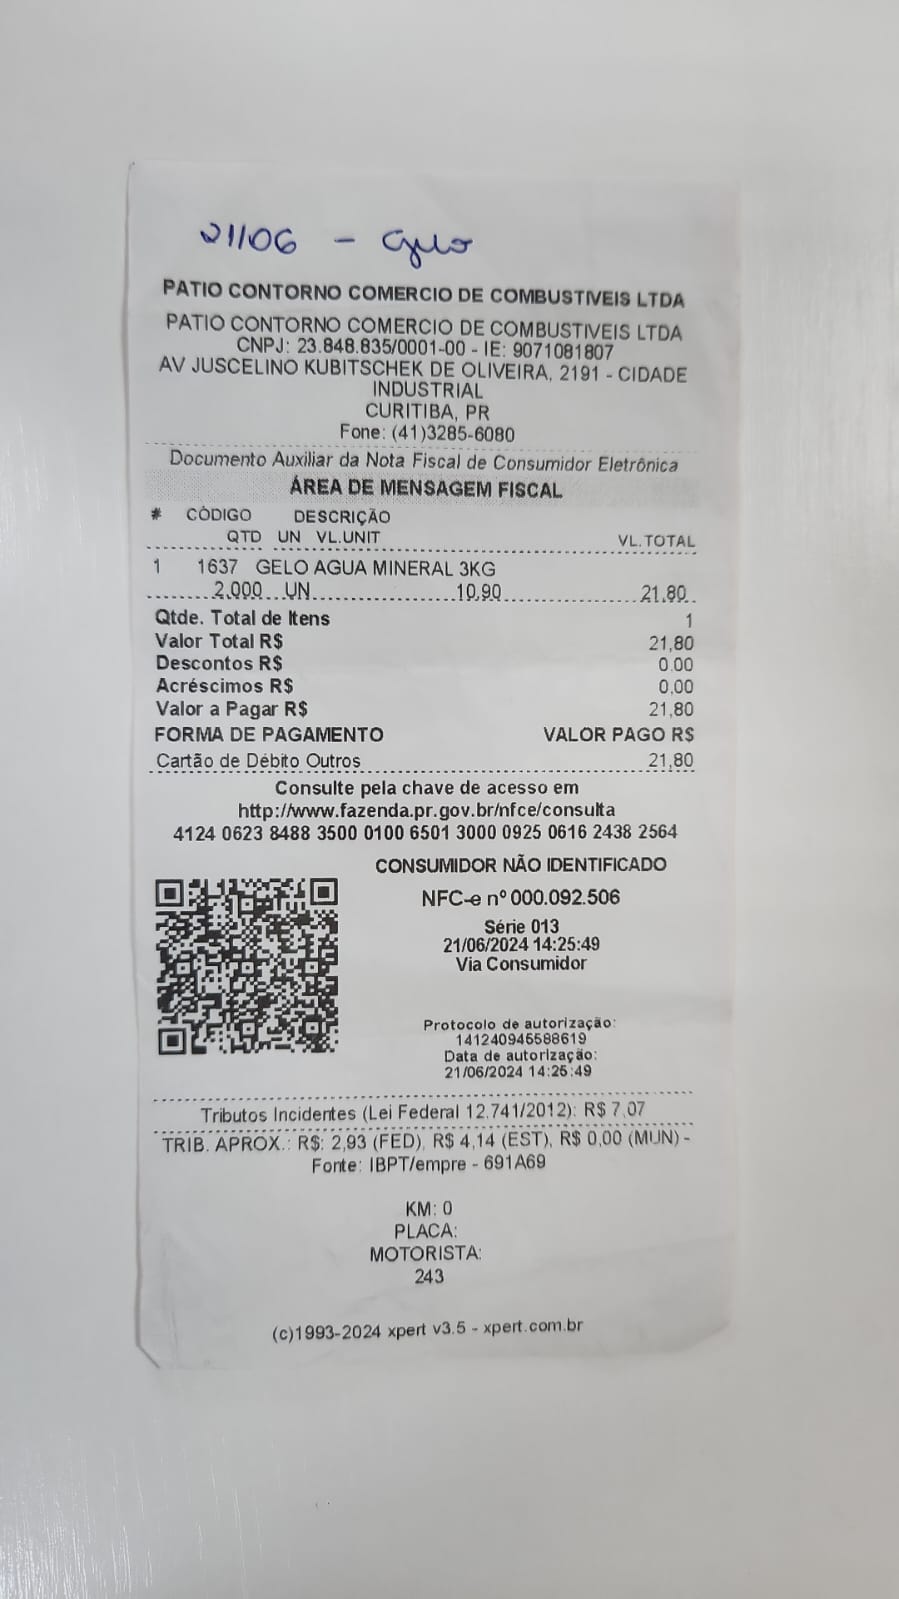 21/06 - Gelo
PATIO CONTORNO COMERCIO DE COMBUSTIVEIS LTDA
PATIO CONTORNO COMERCIO DE COMBUSTIVEIS LTDA
CNPJ: 23.848.835/0001-00 - IE: 9071081807
AV JUSCELINO KUBITSCHEK DE OLIVEIRA, 2191 - CIDADE
INDUSTRIAL
CURITIBA, PR
Fone: (41)3285-6080
Documento Auxiliar da Nota Fiscal de Consumidor Eletrônica
ÁREA DE MENSAGEM FISCAL
# CÓDIGO DESCRIÇÃO
QTD UN VL.UNIT VL.TOTAL
1 1637 GELO AGUA MINERAL 3KG
2,000 UN 10,90 21,80
Qtde. Total de Itens 1
Valor Total R$ 21,80
Descontos R$ 0,00
Acréscimos R$ 0,00
Valor a Pagar R$ 21,80
FORMA DE PAGAMENTO VALOR PAGO R$
Cartão de Débito Outros 21,80
Consulte pela chave de acesso em
http://www.fazenda.pr.gov.br/nfce/consulta
4124 0623 8488 3500 0100 6501 3000 0925 0616 2438 2564
CONSUMIDOR NÃO IDENTIFICADO
NFC-e nº 000.092.506
Série 013
21/06/2024 14:25:49
Via Consumidor
Protocolo de autorização:
141240945588619
Data de autorização:
21/06/2024 14:25:49
Tributos Incidentes (Lei Federal 12.741/2012): R$ 7,07
TRIB. APROX.: R$: 2,93 (FED), R$ 4,14 (EST), R$ 0,00 (MUN) -
Fonte: IBPT/empre - 691A69
KM: 0
PLACA:
MOTORISTA:
243
(c)1993-2024 xpert v3.5 - xpert.com.br